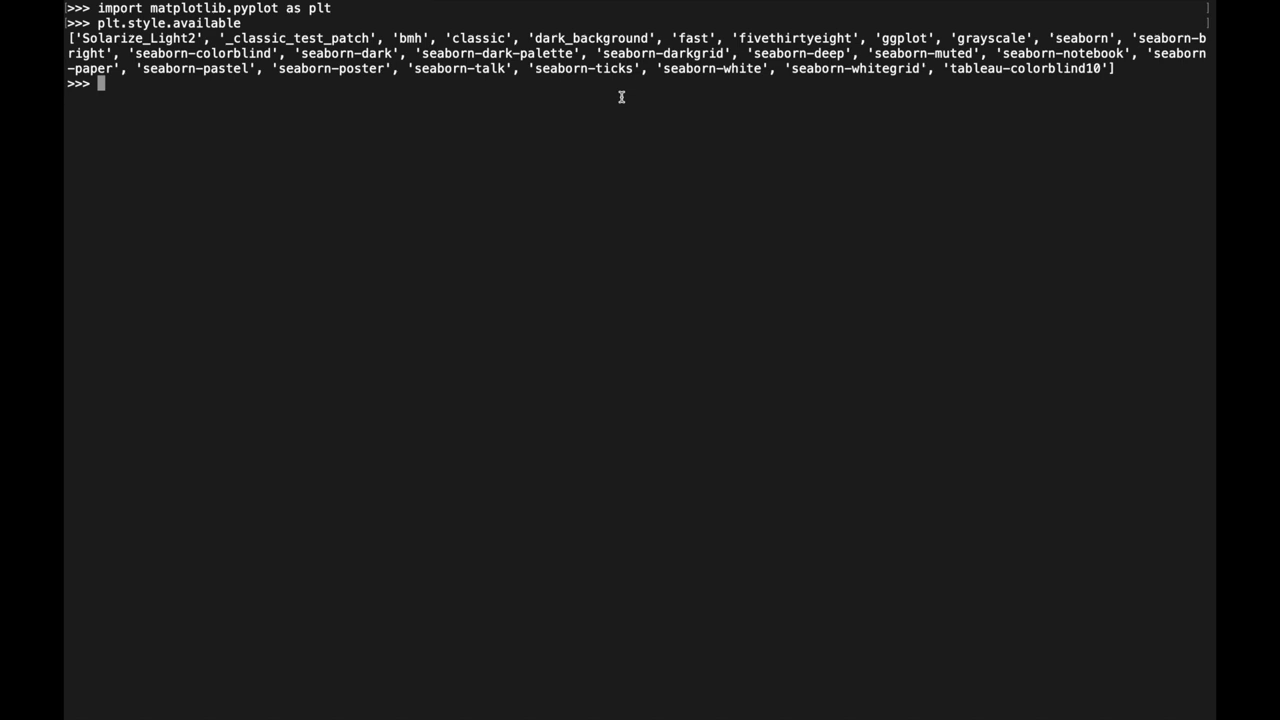 >>> import matplotlib.pyplot as plt
>>> plt.style.available
['Solarize_Light2', '_classic_test_patch', 'bmh', 'classic', 'dark_background', 'fast', 'fivethirtyeight', 'ggplot', 'grayscale', 'seaborn', 'seaborn-b
right', 'seaborn-colorblind', 'seaborn-dark', 'seaborn-dark-palette', 'seaborn-darkgrid', 'seaborn-deep', 'seaborn-muted', 'seaborn-notebook', 'seaborn
-paper', 'seaborn-pastel', 'seaborn-poster', 'seaborn-talk', 'seaborn-ticks', 'seaborn-white', 'seaborn-whitegrid', 'tableau-colorblind10']
>>>